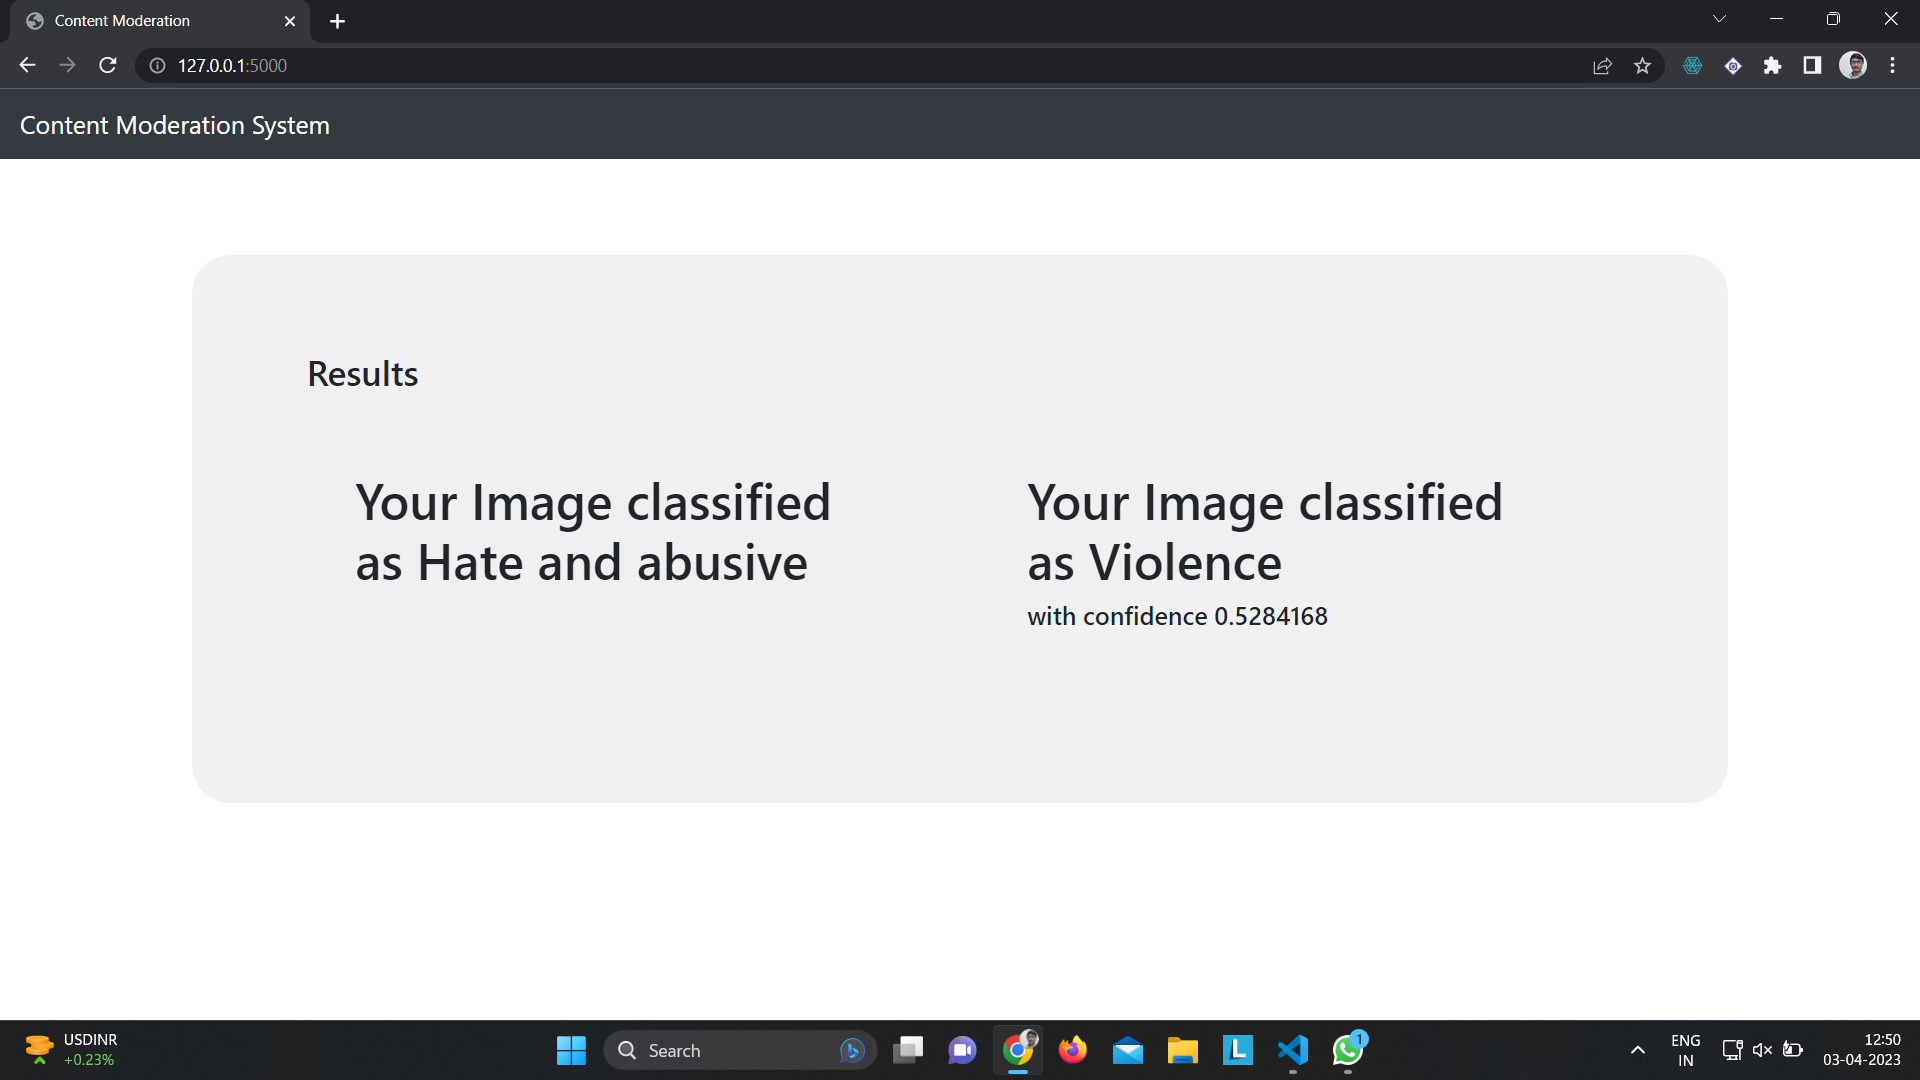 Content Moderation
127.0.0.1:5000
Content Moderation System
Results
Your Image classified
as Hate and abusive
Your Image classified
as Violence
with confidence 0.5284168
USDINR
+0.23%
Search
L
1
ENG
IN
12:50
03-04-2023